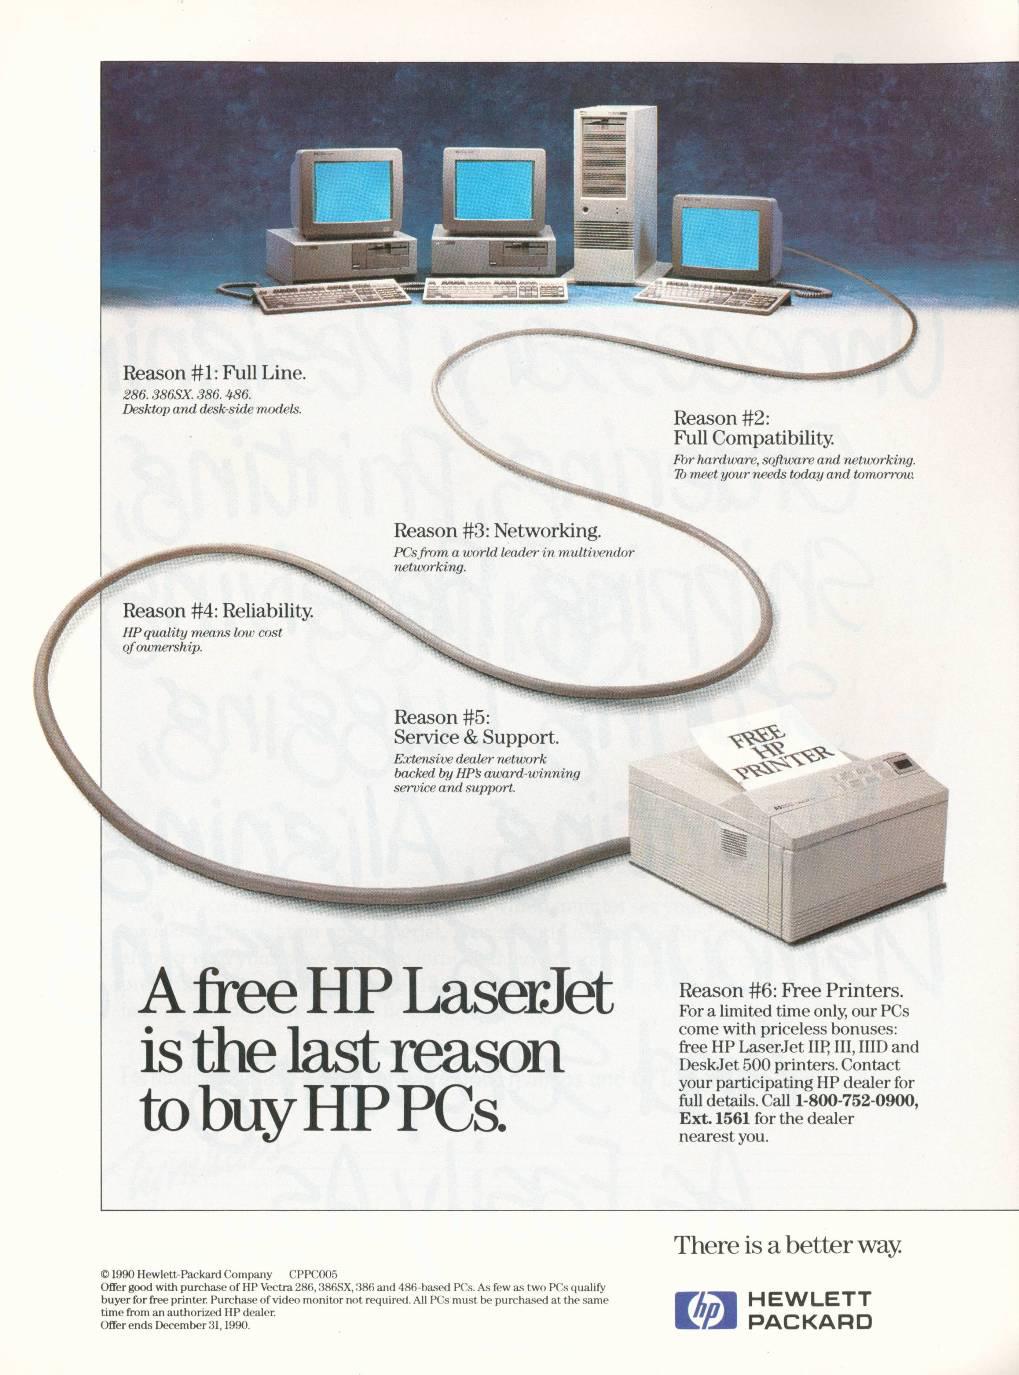 Reason #1: Full Line.
286. 386SX. 386. 486.
Desktop and desk-side models.
Reason #2:
Full Compatibility.
For hardware, software and networking.
To meet your needs today and tomorrow.
Reason #3: Networking.
PCs from a world leader in multivendor
networking.
Reason #4: Reliability.
HP quality means low cost
of ownership.
Reason #5:
Service & Support.
Extensive dealer network
backed by HP's award-winning
service and support.
FREE
HP
PRINTER
A free HP LaserJet
is the last reason
to buy HP PCs.
Reason #6: Free Printers.
For a limited time only, our PCs
come with priceless bonuses:
free HP LaserJet IIP, III, IIID and
DeskJet 500 printers. Contact
your participating HP dealer for
full details. Call 1-800-752-0900,
Ext. 1561 for the dealer
nearest you.
There is a better way.
© 1990 Hewlett-Packard Company CPPC005
Offer good with purchase of HP Vectra 286, 386SX, 386 and 486-based PCs. As few as two PCs qualify
buyer for free printer. Purchase of video monitor not required. All PCs must be purchased at the same
time from an authorized HP dealer.
Offer ends December 31, 1990.
hp HEWLETT
PACKARD